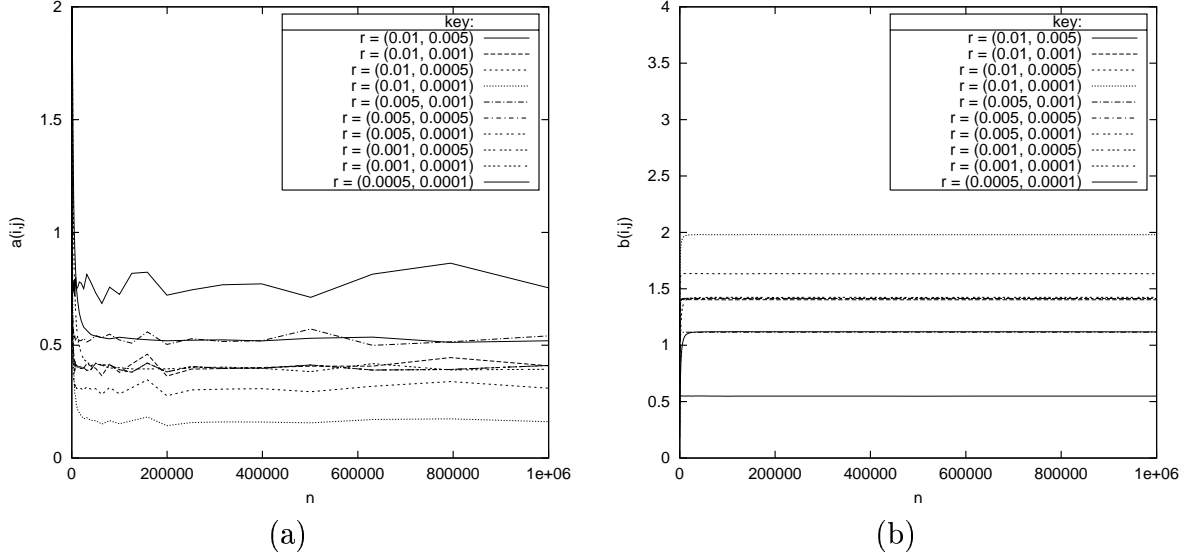 2
1.5
1
0.5
0
a(i,j)
0
200000
400000
600000
800000
1e+06
n
key:
r = (0.01, 0.005)
r = (0.01, 0.001)
r = (0.01, 0.0005)
r = (0.01, 0.0001)
r = (0.005, 0.001)
r = (0.005, 0.0005)
r = (0.005, 0.0001)
r = (0.001, 0.0005)
r = (0.001, 0.0001)
r = (0.0005, 0.0001)
(a)
4
3.5
3
2.5
2
1.5
1
0.5
0
b(i,j)
0
200000
400000
600000
800000
1e+06
n
key:
r = (0.01, 0.005)
r = (0.01, 0.001)
r = (0.01, 0.0005)
r = (0.01, 0.0001)
r = (0.005, 0.001)
r = (0.005, 0.0005)
r = (0.005, 0.0001)
r = (0.001, 0.0005)
r = (0.001, 0.0001)
r = (0.0005, 0.0001)
(b)